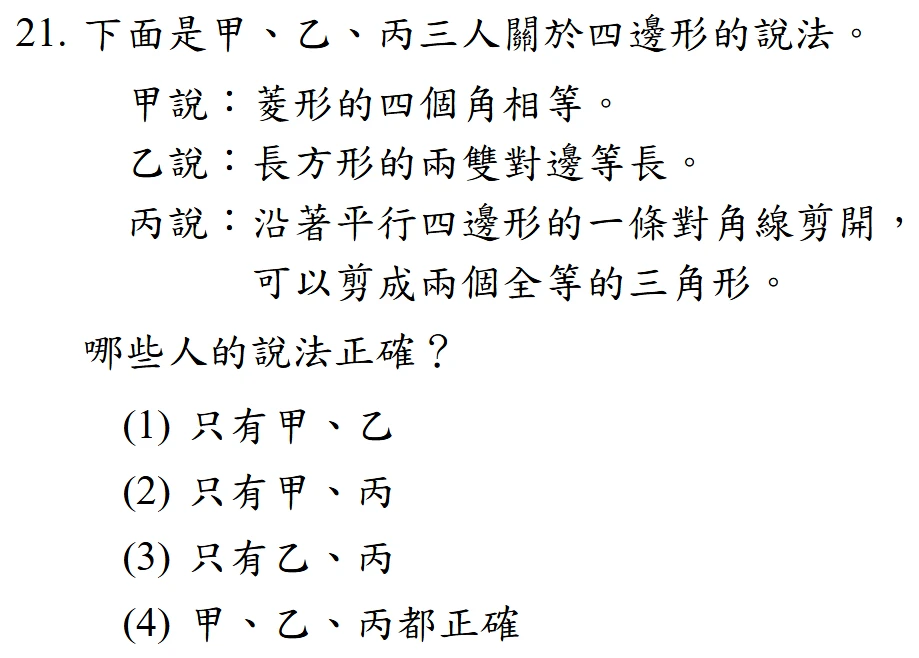 21. 下面是甲、乙、丙三人關於四邊形的說法。
甲說：菱形的四個角相等。
乙說：長方形的兩雙對邊等長。
丙說：沿著平行四邊形的一條對角線剪開，
可以剪成兩個全等的三角形。
哪些人的說法正確？
(1) 只有甲、乙
(2) 只有甲、丙
(3) 只有乙、丙
(4) 甲、乙、丙都正確